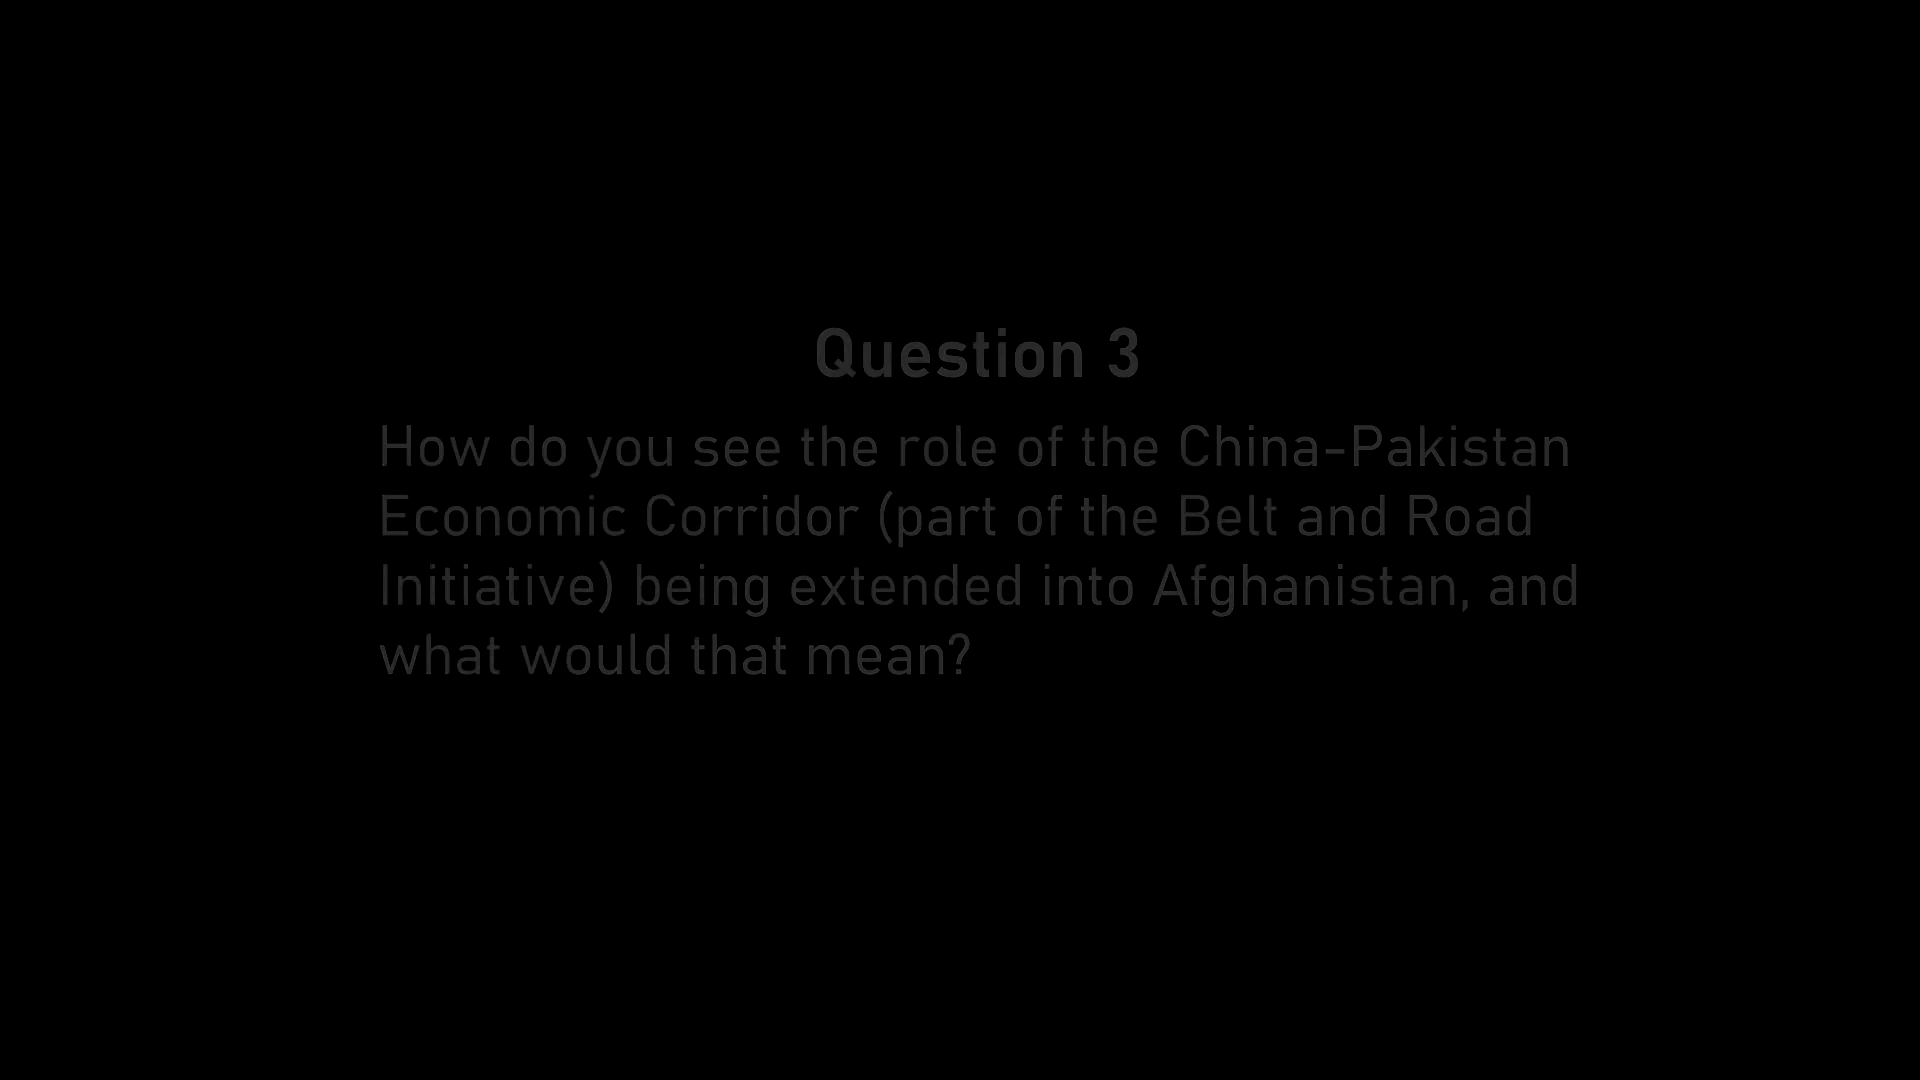 Question 3
How do you see the role of the China-Pakistan
Economic Corridor (part of the Belt and Road
Initiative) being extended into Afghanistan, and
what would that mean?